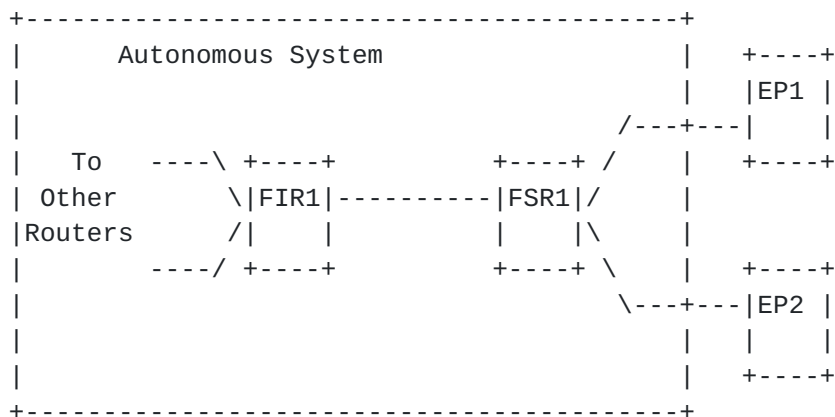 +-------------------------------------------+
|      Autonomous System                    |   +----+
|                                           |   |EP1 |
|                                       /---+---|    |
|   To   ----\ +----+          +----+ /     |   +----+
| Other       \|FIR1|----------|FSR1|/      |
|Routers      /|    |          |    |\      |
|        ----/ +----+          +----+ \     |   +----+
|                                       \---+---|EP2 |
|                                           |   |    |
|                                           |   +----+
+-------------------------------------------+